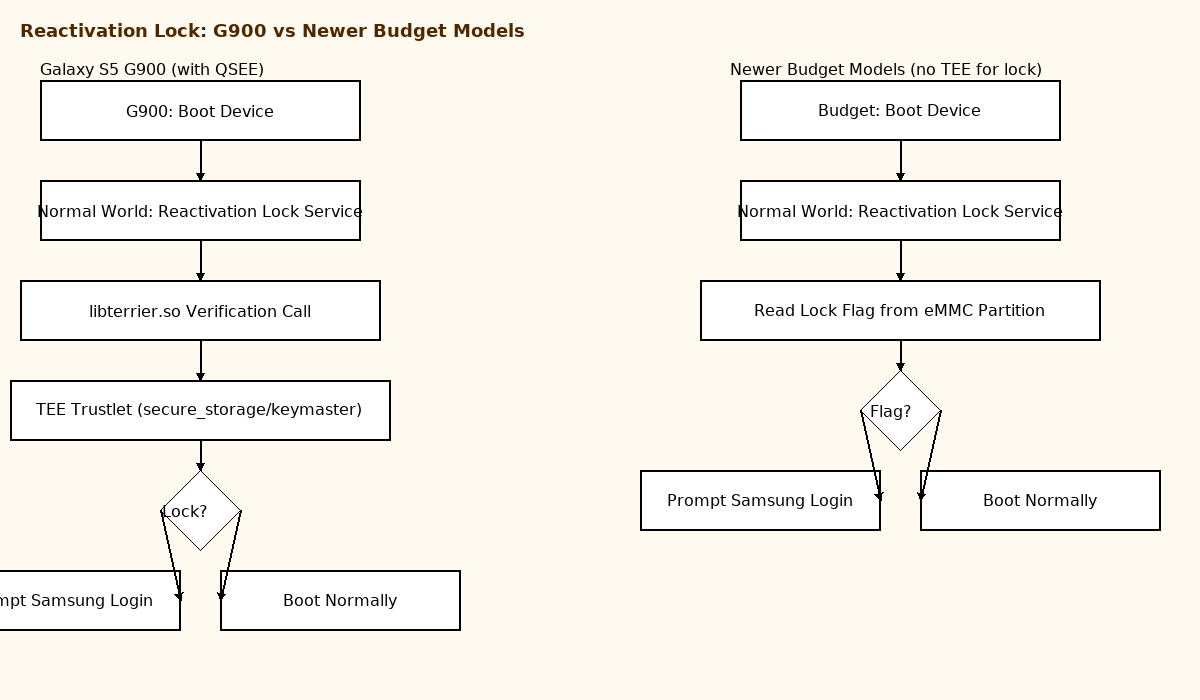 Reactivation Lock: G900 vs Newer Budget Models
Galaxy S5 G900 (with QSEE)
G900: Boot Device
Normal World: Reactivation Lock Service
libterrier.so Verification Call
TEE Trustlet (secure_storage/keymaster)
Lock?
Samsung Login
Boot Normally
Newer Budget Models (no TEE for lock)
Budget: Boot Device
Normal World: Reactivation Lock Service
Read Lock Flag from eMMC Partition
Flag?
Prompt Samsung Login
Boot Normally